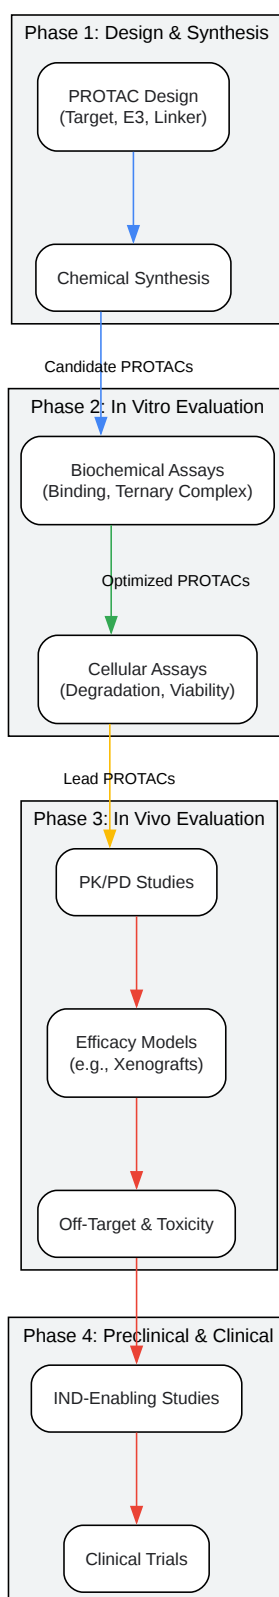 Phase 1: Design & Synthesis
PROTAC Design
(Target, E3, Linker)
Chemical Synthesis
Candidate PROTACs
Phase 2: In Vitro Evaluation
Biochemical Assays
(Binding, Ternary Complex)
Optimized PROTACs
Cellular Assays
(Degradation, Viability)
Lead PROTACs
Phase 3: In Vivo Evaluation
PK/PD Studies
Efficacy Models
(e.g., Xenografts)
Off-Target & Toxicity
Phase 4: Preclinical & Clinical
IND-Enabling Studies
Clinical Trials